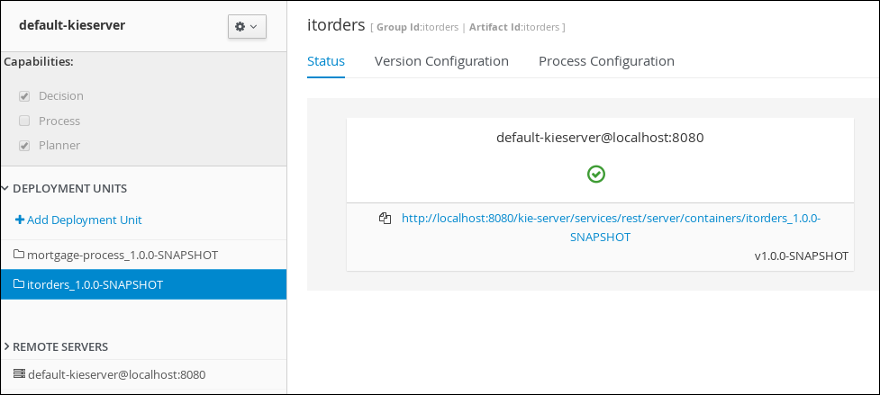 default-kieserver
Capabilities:
Decision
Process
Planner
DEPLOYMENT UNITS
Add Deployment Unit
mortgage-process_1.0.0-SNAPSHOT
itorders_1.0.0-SNAPSHOT
REMOTE SERVERS
default-kieserver@localhost:8080
itorders [ Group Id:itorders | Artifact Id:itorders ]
Status Version Configuration Process Configuration
default-kieserver@localhost:8080
http://localhost:8080/kie-server/services/rest/server/containers/itorders_1.0.0-
SNAPSHOT
v1.0.0-SNAPSHOT